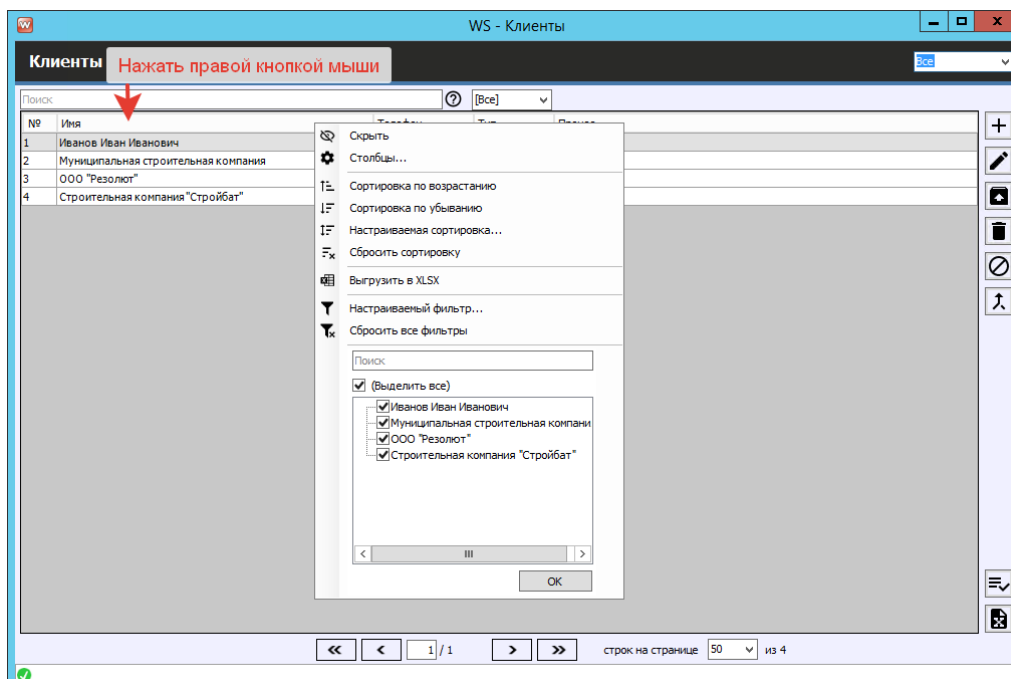 WS - Клиенты
Клиенты
Нажать правой кнопкой мыши
Все
Поиск
[Все]
№ Имя Телефон Тип
1 Иванов Иван Иванович
2 Муниципальная строительная компания
3 ООО "Резолют"
4 Строительная компания "Стройбат"
Скрыть
Столбцы...
Сортировка по возрастанию
Сортировка по убыванию
Настраиваемая сортировка...
Сбросить сортировку
Выгрузить в XLSX
Настраиваемый фильтр...
Сбросить все фильтры
Поиск
(Выделить все)
Иванов Иван Иванович
Муниципальная строительная компани
ООО "Резолют"
Строительная компания "Стройбат"
OK
1 / 1
строк на странице 50 из 4